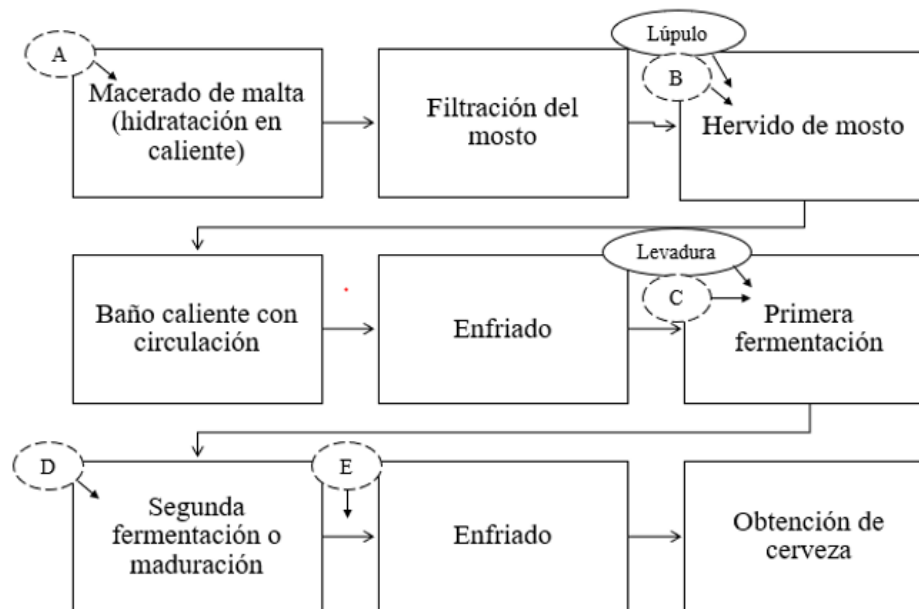 A
Macerado de malta
(hidratación en
caliente)
Filtración del
mosto
Lúpulo
B
Hervido de mosto
Baño caliente con
circulación
Enfriado
Levadura
C
Primera
fermentación
D
Segunda
fermentación o
maduración
E
Enfriado
Obtención de
cerveza